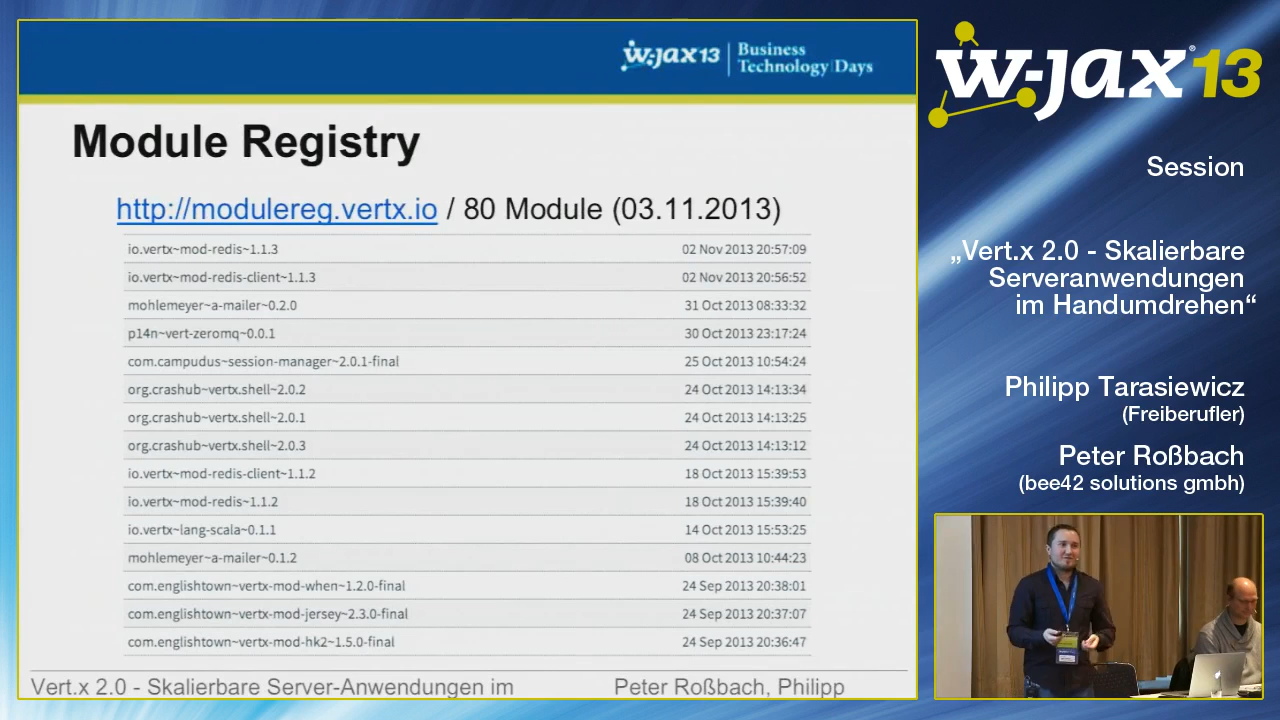 w-jax 13 | Business
Technology Days
Module Registry
http://modulereg.vertx.io / 80 Module (03.11.2013)
io.vertx~mod-redis~1.1.3 02 Nov 2013 20:57:09
io.vertx~mod-redis-client~1.1.3 02 Nov 2013 20:56:52
mohlemeyer~a-mailer~0.2.0 31 Oct 2013 08:33:32
p14n~vert-zeromq~0.0.1 30 Oct 2013 23:17:24
com.campudus~session-manager~2.0.1-final 25 Oct 2013 10:54:24
org.crashub~vertx.shell~2.0.2 24 Oct 2013 14:13:34
org.crashub~vertx.shell~2.0.1 24 Oct 2013 14:13:25
org.crashub~vertx.shell~2.0.3 24 Oct 2013 14:13:12
io.vertx~mod-redis-client~1.1.2 18 Oct 2013 15:39:53
io.vertx~mod-redis~1.1.2 18 Oct 2013 15:39:40
io.vertx~lang-scala~0.1.1 14 Oct 2013 15:53:25
mohlemeyer~a-mailer~0.1.2 08 Oct 2013 10:44:23
com.englishtown~vertx-mod-when~1.2.0-final 24 Sep 2013 20:38:01
com.englishtown~vertx-mod-jersey~2.3.0-final 24 Sep 2013 20:37:07
com.englishtown~vertx-mod-hk2~1.5.0-final 24 Sep 2013 20:36:47
Vert.x 2.0 - Skalierbare Server-Anwendungen im Peter Roßbach, Philipp
w-jax® 13
Session
„Vert.x 2.0 - Skalierbare
Serveranwendungen
im Handumdrehen“
Philipp Tarasiewicz
(Freiberufler)
Peter Roßbach
(bee42 solutions gmbh)